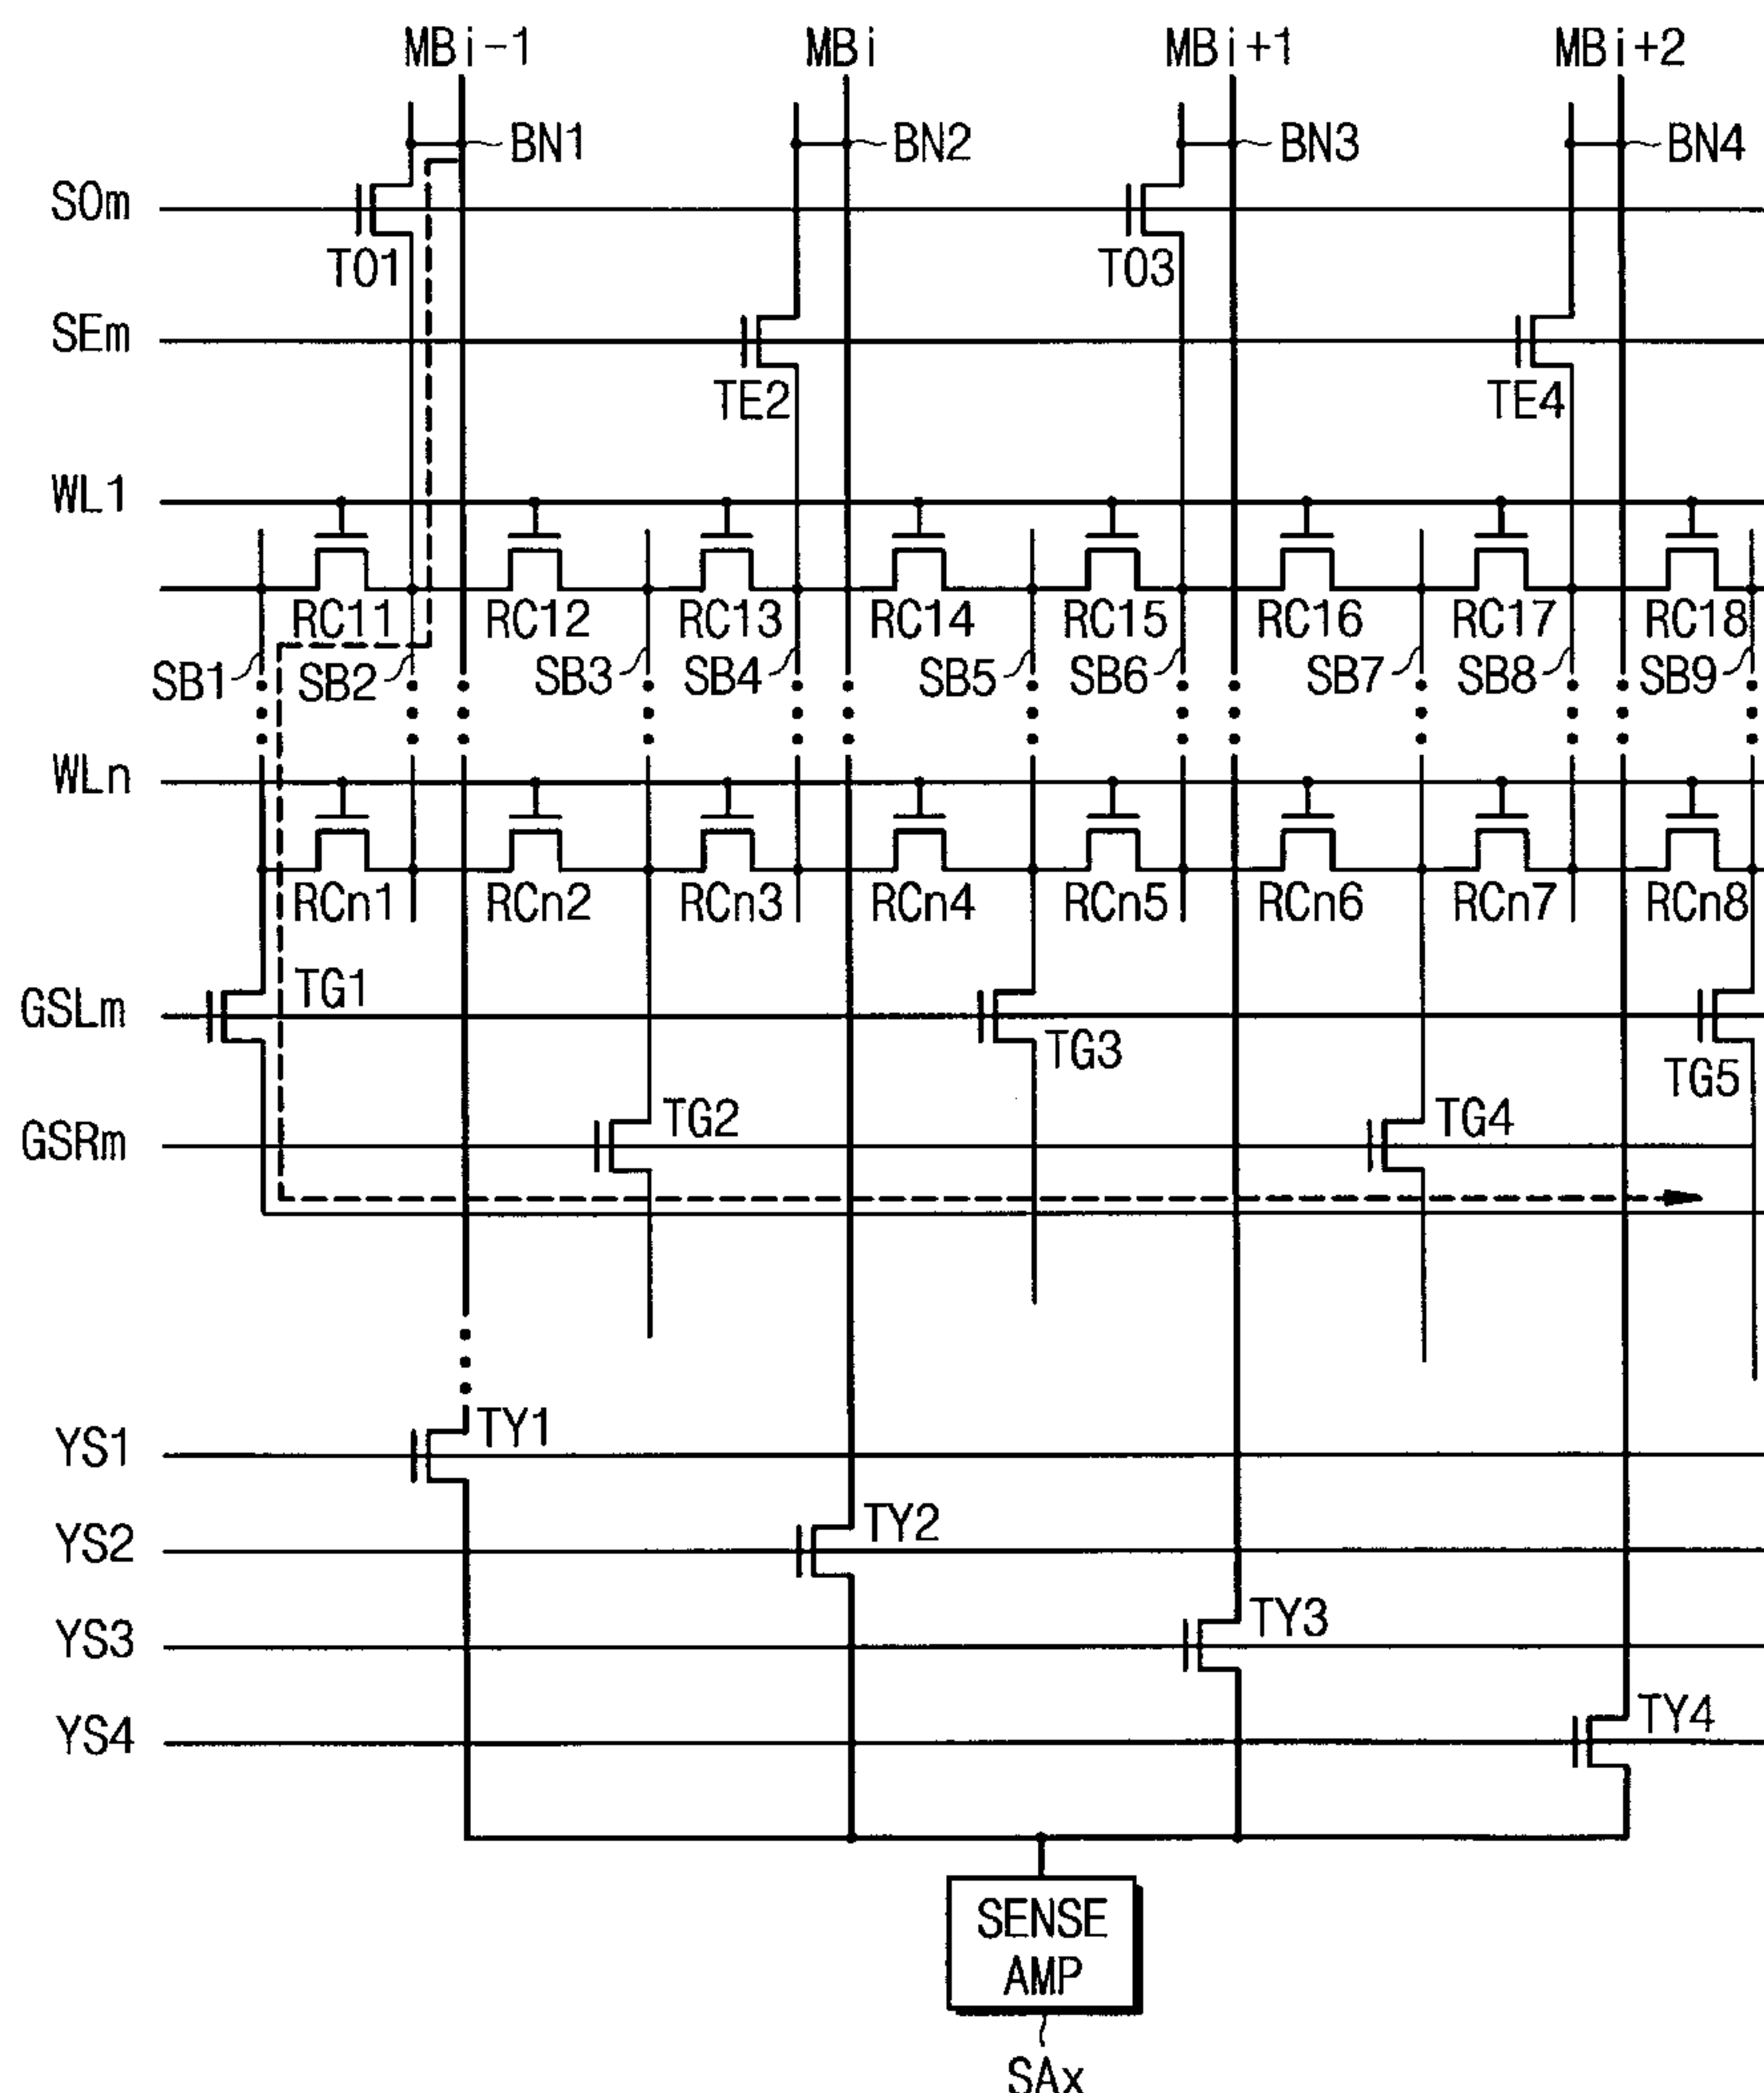 MBi-1 MBi MBi+1 MBi+2
BN1 BN2 BN3 BN4
SOm
TO1 TO3
SEm
TE2 TE4
WL1
RC11 RC12 RC13 RC14 RC15 RC16 RC17 RC18
SB1 SB2 SB3 SB4 SB5 SB6 SB7 SB8 SB9
WLn
RCn1 RCn2 RCn3 RCn4 RCn5 RCn6 RCn7 RCn8
GSLm TG1 TG3 TG5
GSRm TG2 TG4
YS1 TY1
YS2 TY2
YS3 TY3
YS4 TY4
SENSE
AMP
SAx